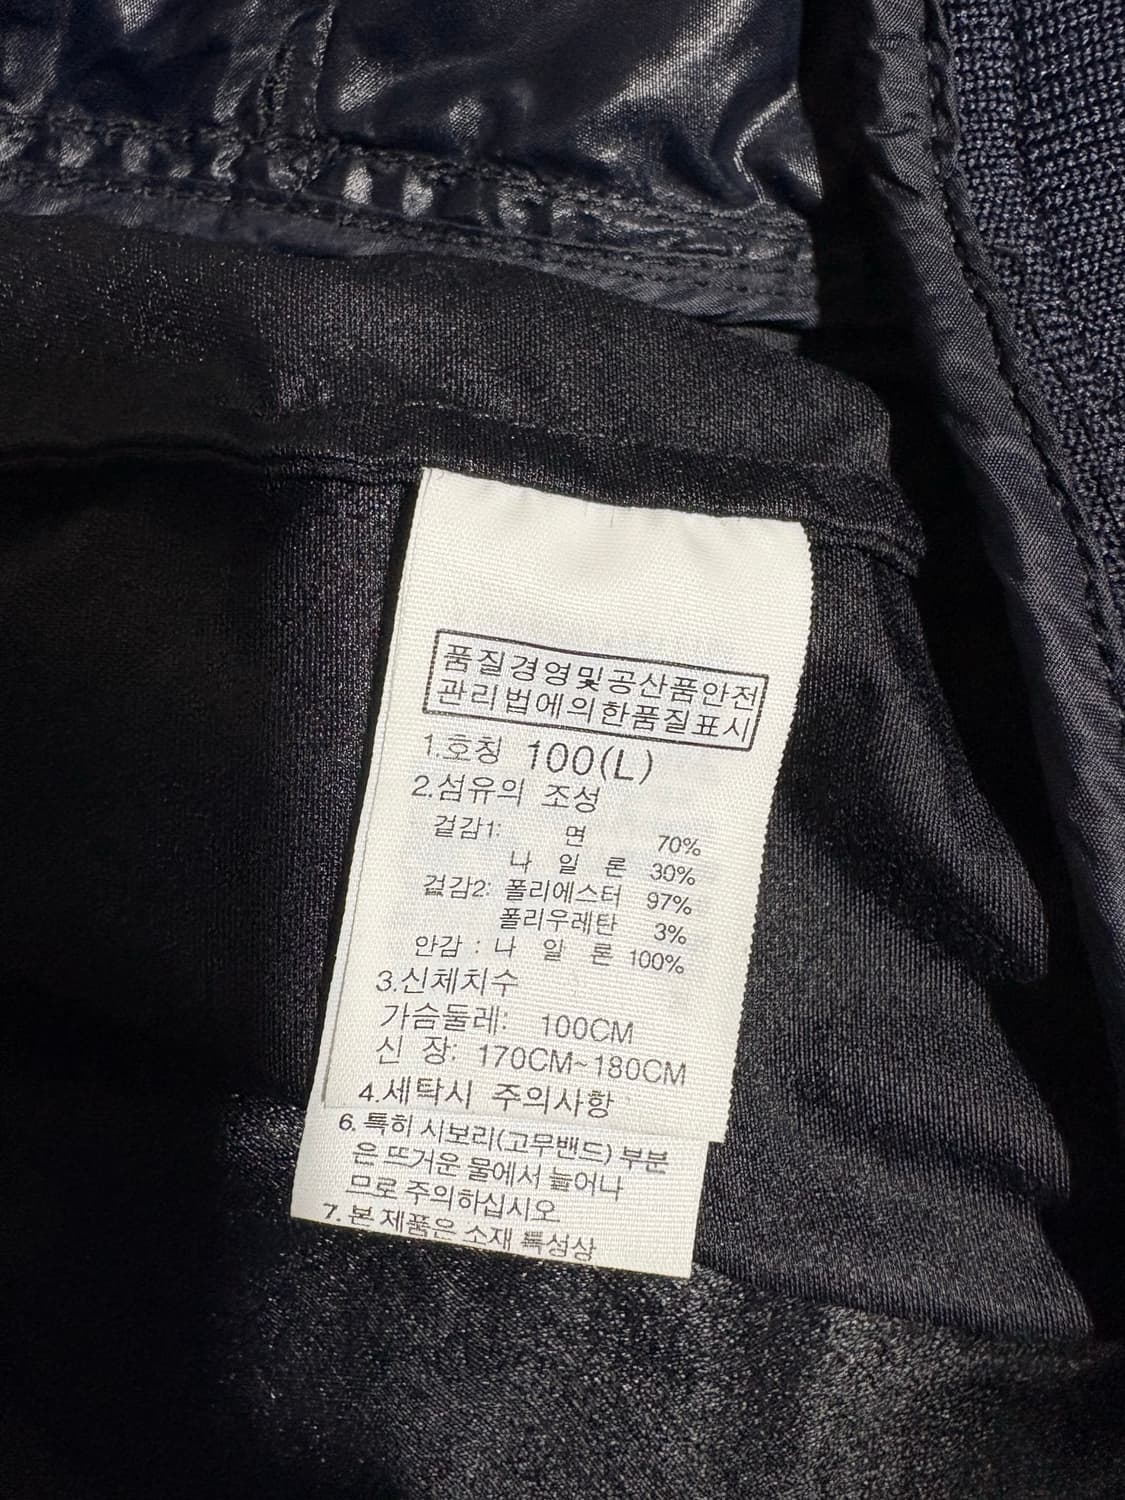 품질경영및공산품안전
관리법에의한품질표시
1.호칭 100(L)
2.섬유의 조성
겉감1: 면 70%
나 일 론 30%
겉감2: 폴리에스터 97%
폴리우레탄 3%
안감 : 나 일 론 100%
3.신체치수
가슴둘레: 100CM
신 장: 170CM~180CM
4.세탁시 주의사항
6. 특히 시보리(고무밴드) 부분
은 뜨거운 물에서 늘어나
므로 주의하십시오
7. 본 제품은 소재 특성상